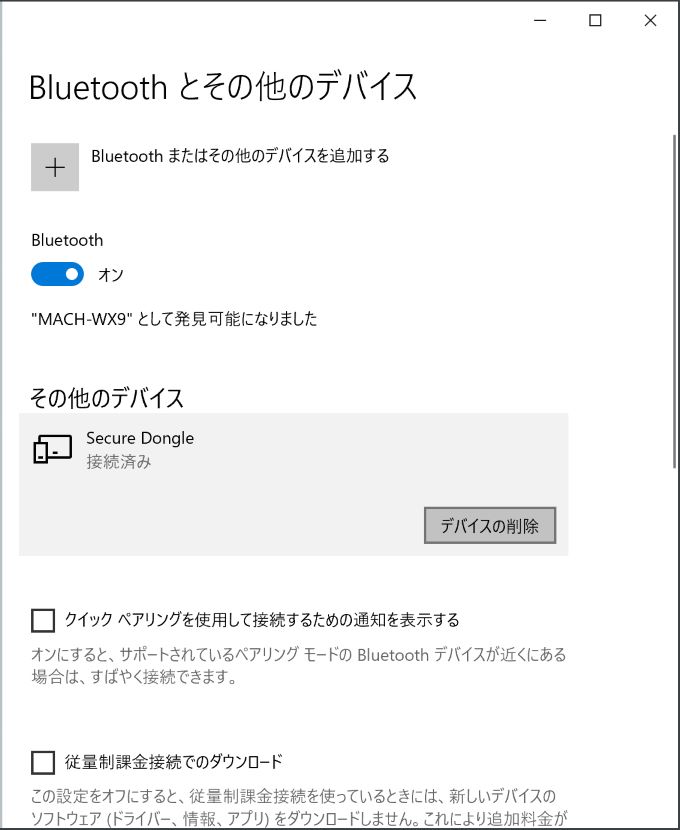 Bluetooth とその他のデバイス
Bluetooth またはその他のデバイスを追加する
Bluetooth
オン
"MACH-WX9" として発見可能になりました
その他のデバイス
Secure Dongle
接続済み
デバイスの削除
クイック ペアリングを使用して接続するための通知を表示する
オンにすると、サポートされているペアリング モードの Bluetooth デバイスが近くにある
場合は、すばやく接続できます。
従量制課金接続でのダウンロード
この設定をオフにすると、従量制課金接続を使っているときには、新しいデバイスの
ソフトウェア (ドライバー、情報、アプリ) をダウンロードしません。これにより追加料金が